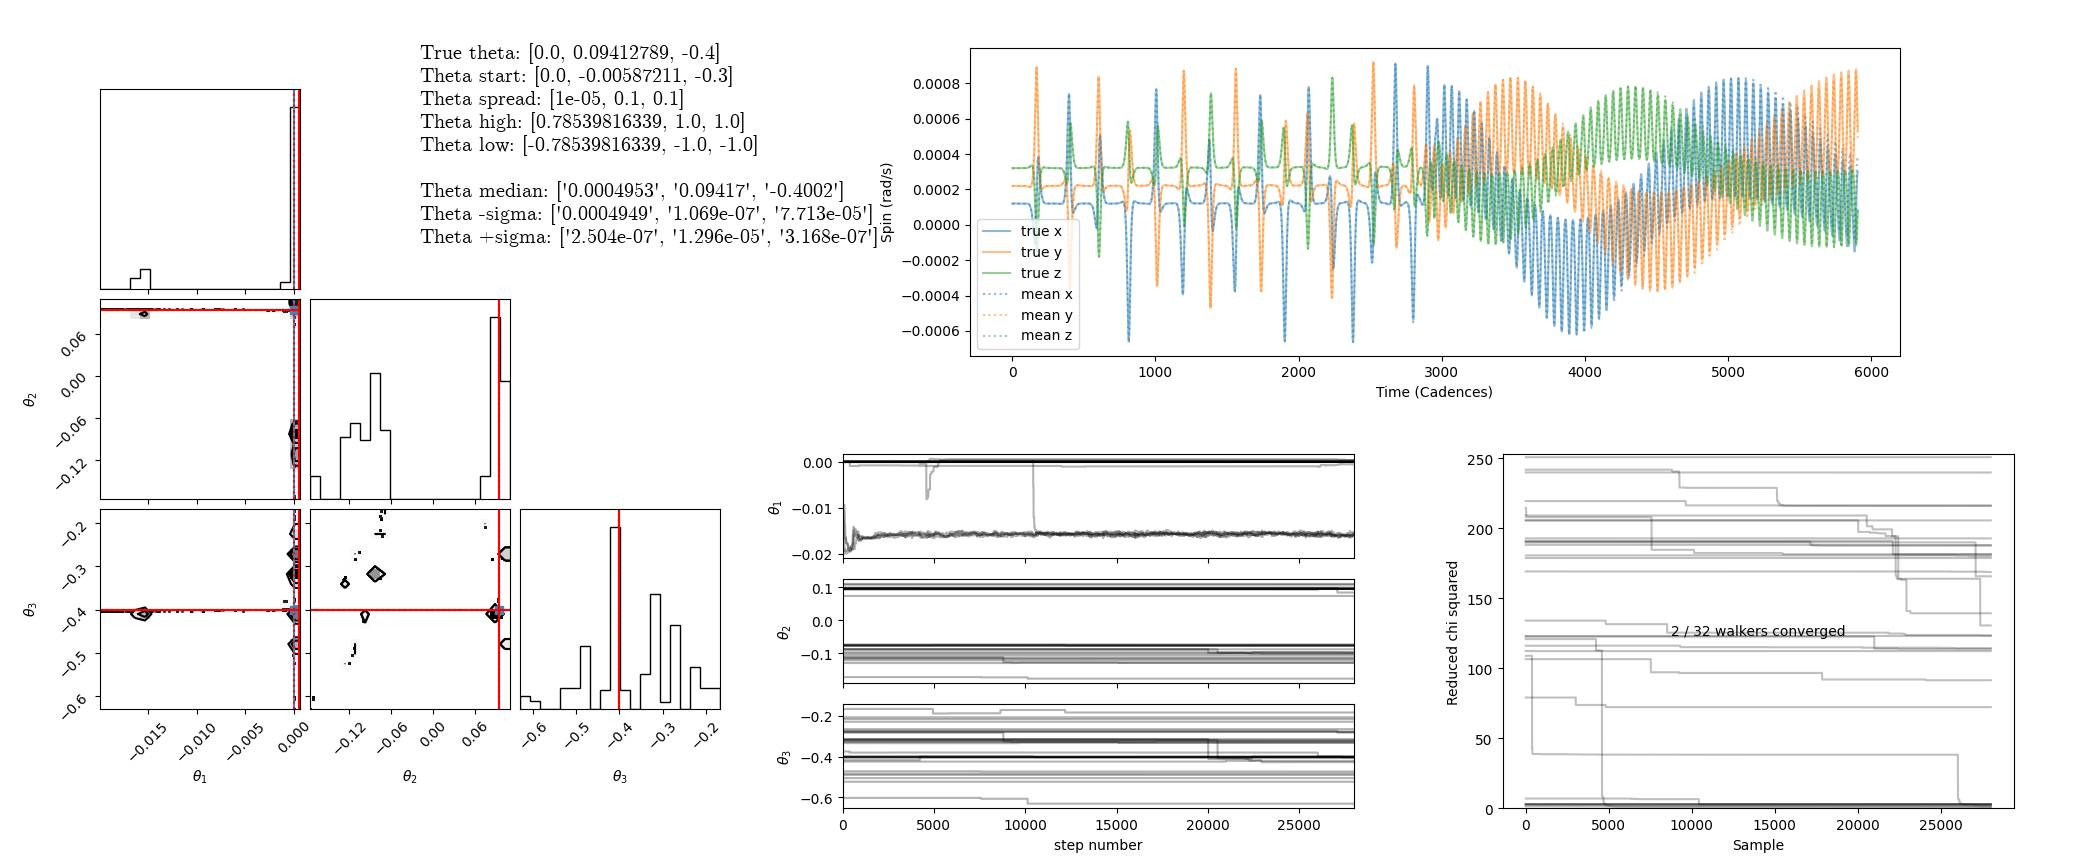 True theta: [0.0, 0.09412789, -0.4]
Theta start: [0.0, -0.00587211, -0.3]
Theta spread: [1e-05, 0.1, 0.1]
Theta high: [0.78539816339, 1.0, 1.0]
Theta low: [-0.78539816339, -1.0, -1.0]
Theta median: ['0.0004953', '0.09417', '-0.4002']
Theta -sigma: ['0.0004949', '1.069e-07', '7.713e-05']
Theta +sigma: ['2.504e-07', '1.296e-05', '3.168e-07']
θ2
0.06
0.00
−0.06
−0.12
θ3
−0.2
−0.3
−0.4
−0.5
−0.6
−0.015
−0.010
−0.005
0.000
θ1
−0.12
−0.06
0.00
0.06
θ2
−0.6
−0.5
−0.4
−0.3
−0.2
θ3
Spin (rad/s)
0.0008
0.0006
0.0004
0.0002
0.0000
−0.0002
−0.0004
−0.0006
true x
true y
true z
mean x
mean y
mean z
0
1000
2000
3000
4000
5000
6000
Time (Cadences)
θ1
0.00
−0.01
−0.02
θ2
0.1
0.0
−0.1
θ3
−0.2
−0.4
−0.6
0
5000
10000
15000
20000
25000
step number
Reduced chi squared
250
200
150
100
50
0
2 / 32 walkers converged
0
5000
10000
15000
20000
25000
Sample